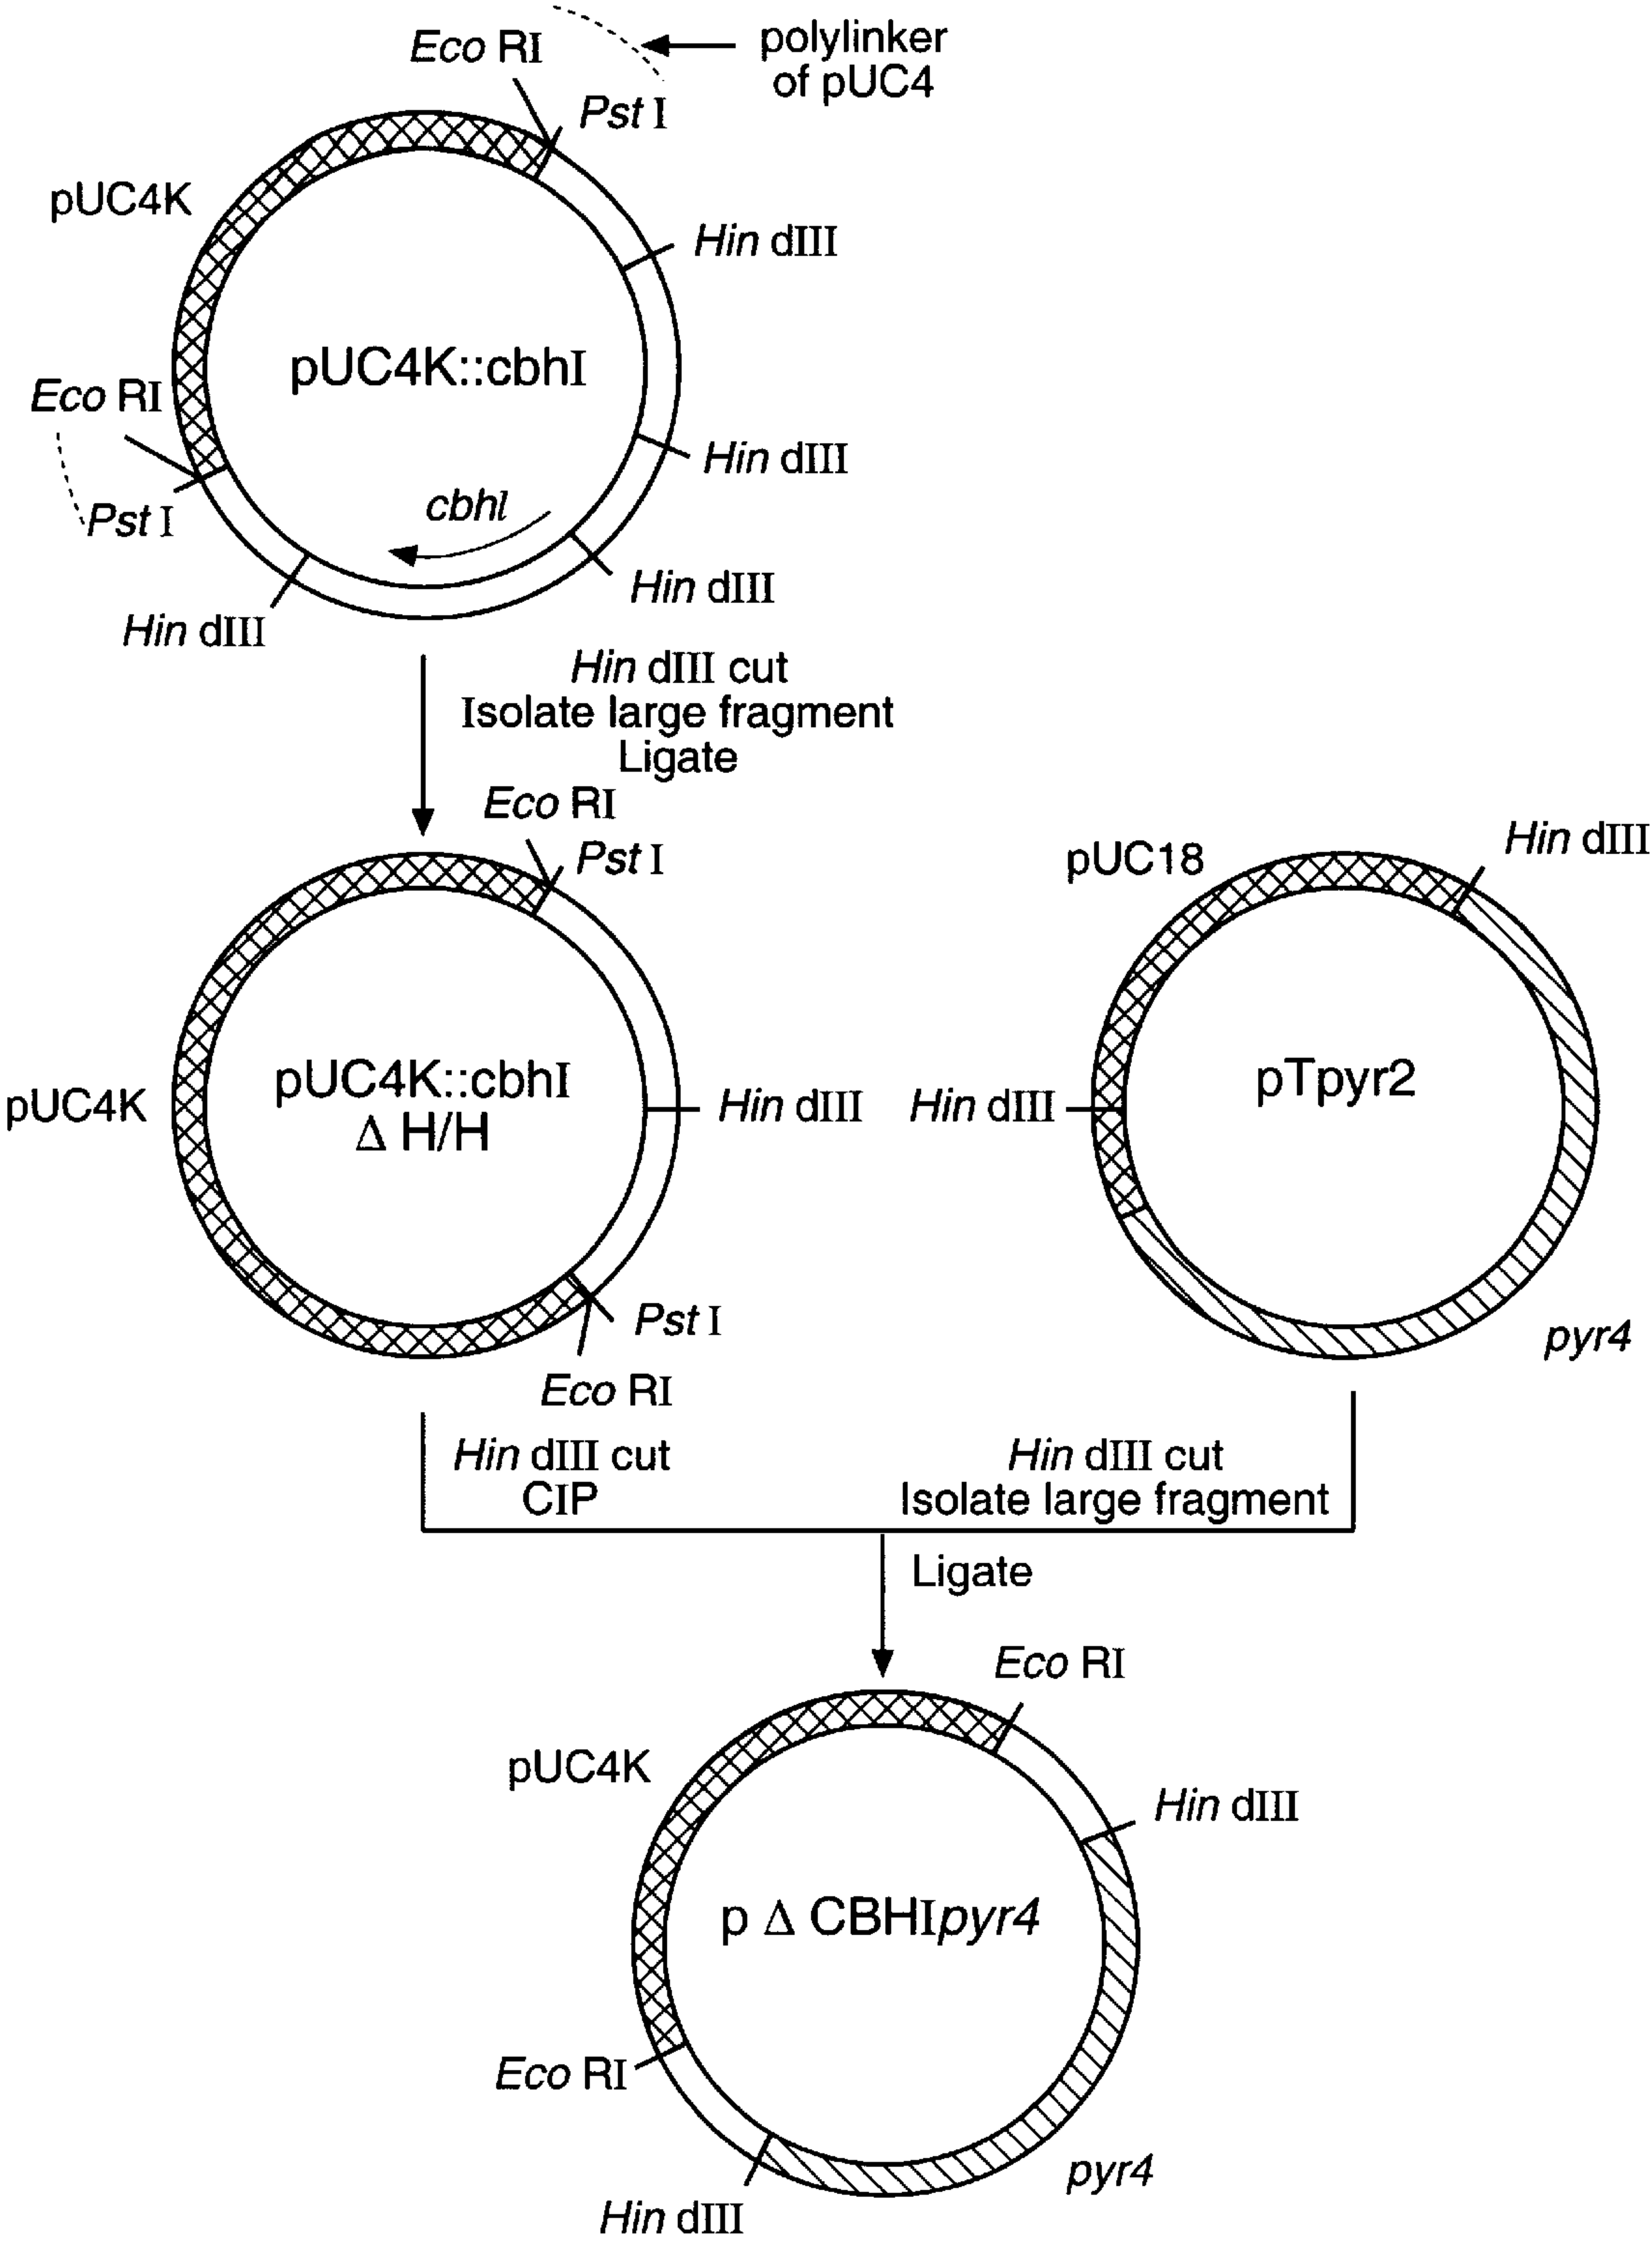 Eco RI
polylinker
of pUC4
Pst I
pUC4K
Hin dIII
pUC4K::cbhI
Eco RI
Hin dIII
Pst I
cbhl
Hin dIII
Hin dIII
Hin dIII cut
Isolate large fragment
Ligate
Eco RI
Pst I
pUC18
Hin dIII
pUC4K::cbhI
Δ H/H
pUC4K
Hin dIII
Hin dIII
pTpyr2
Pst I
pyr4
Eco RI
Hin dIII cut
CIP
Hin dIII cut
Isolate large fragment
Ligate
Eco RI
pUC4K
Hin dIII
p Δ CBHIpyr4
Eco RI
pyr4
Hin dIII